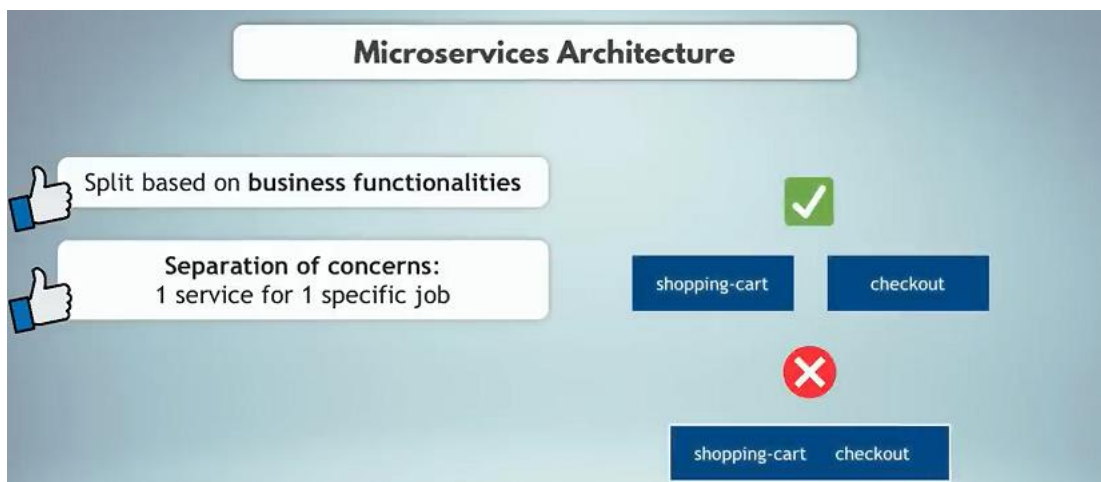 Microservices Architecture
Split based on business functionalities
Separation of concerns:
1 service for 1 specific job
shopping-cart
checkout
shopping-cart checkout